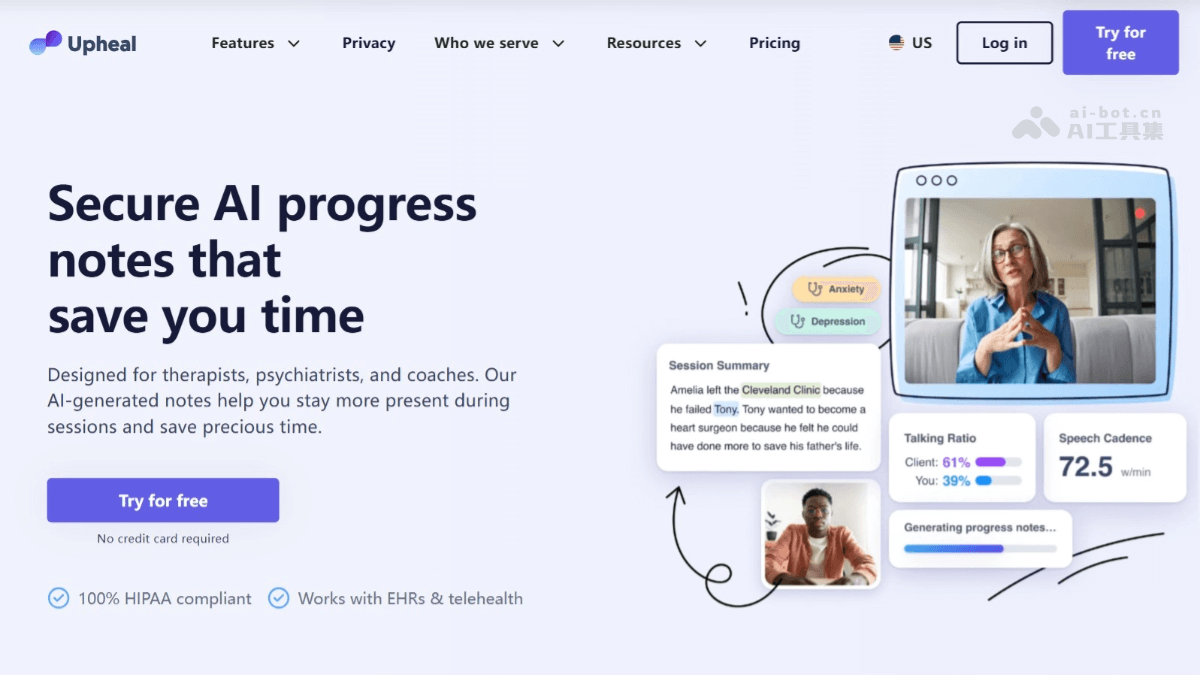 Upheal
Features
Privacy
Who we serve
Resources
Pricing
US
Log in
Try for
free
ai-bot.cn
AI工具集
Secure AI progress
notes that
save you time
Designed for therapists, psychiatrists, and coaches. Our
AI-generated notes help you stay more present during
sessions and save precious time.
Try for free
No credit card required
100% HIPAA compliant
Works with EHRs & telehealth
Anxiety
Depression
Session Summary
Amelia left the Cleveland Clinic because
he failed Tony. Tony wanted to become a
heart surgeon because he felt he could
have done more to save his father's life.
Talking Ratio
Client: 61%
You: 39%
Speech Cadence
72.5 w/min
Generating progress notes...